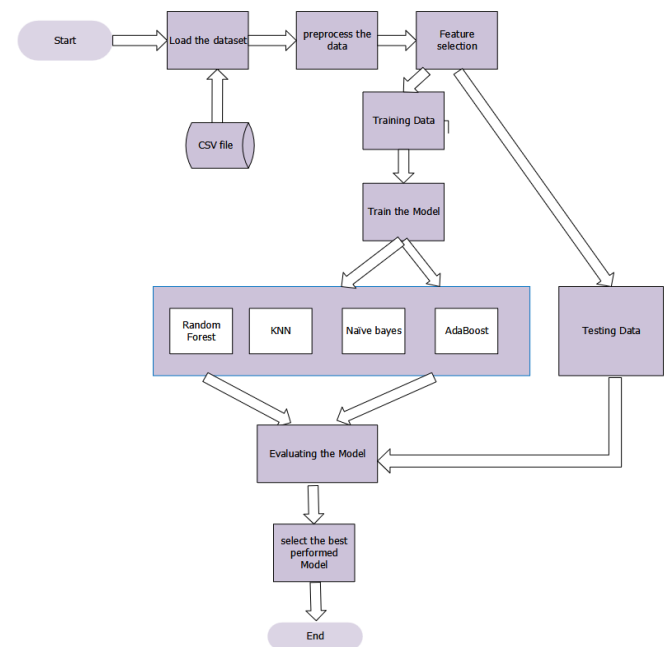 Start
Load the dataset
preprocess the
data
Feature
selection
CSV file
Training Data
Train the Model
Random
Forest
KNN
Naïve bayes
AdaBoost
Testing Data
Evaluating the Model
select the best
performed
Model
End